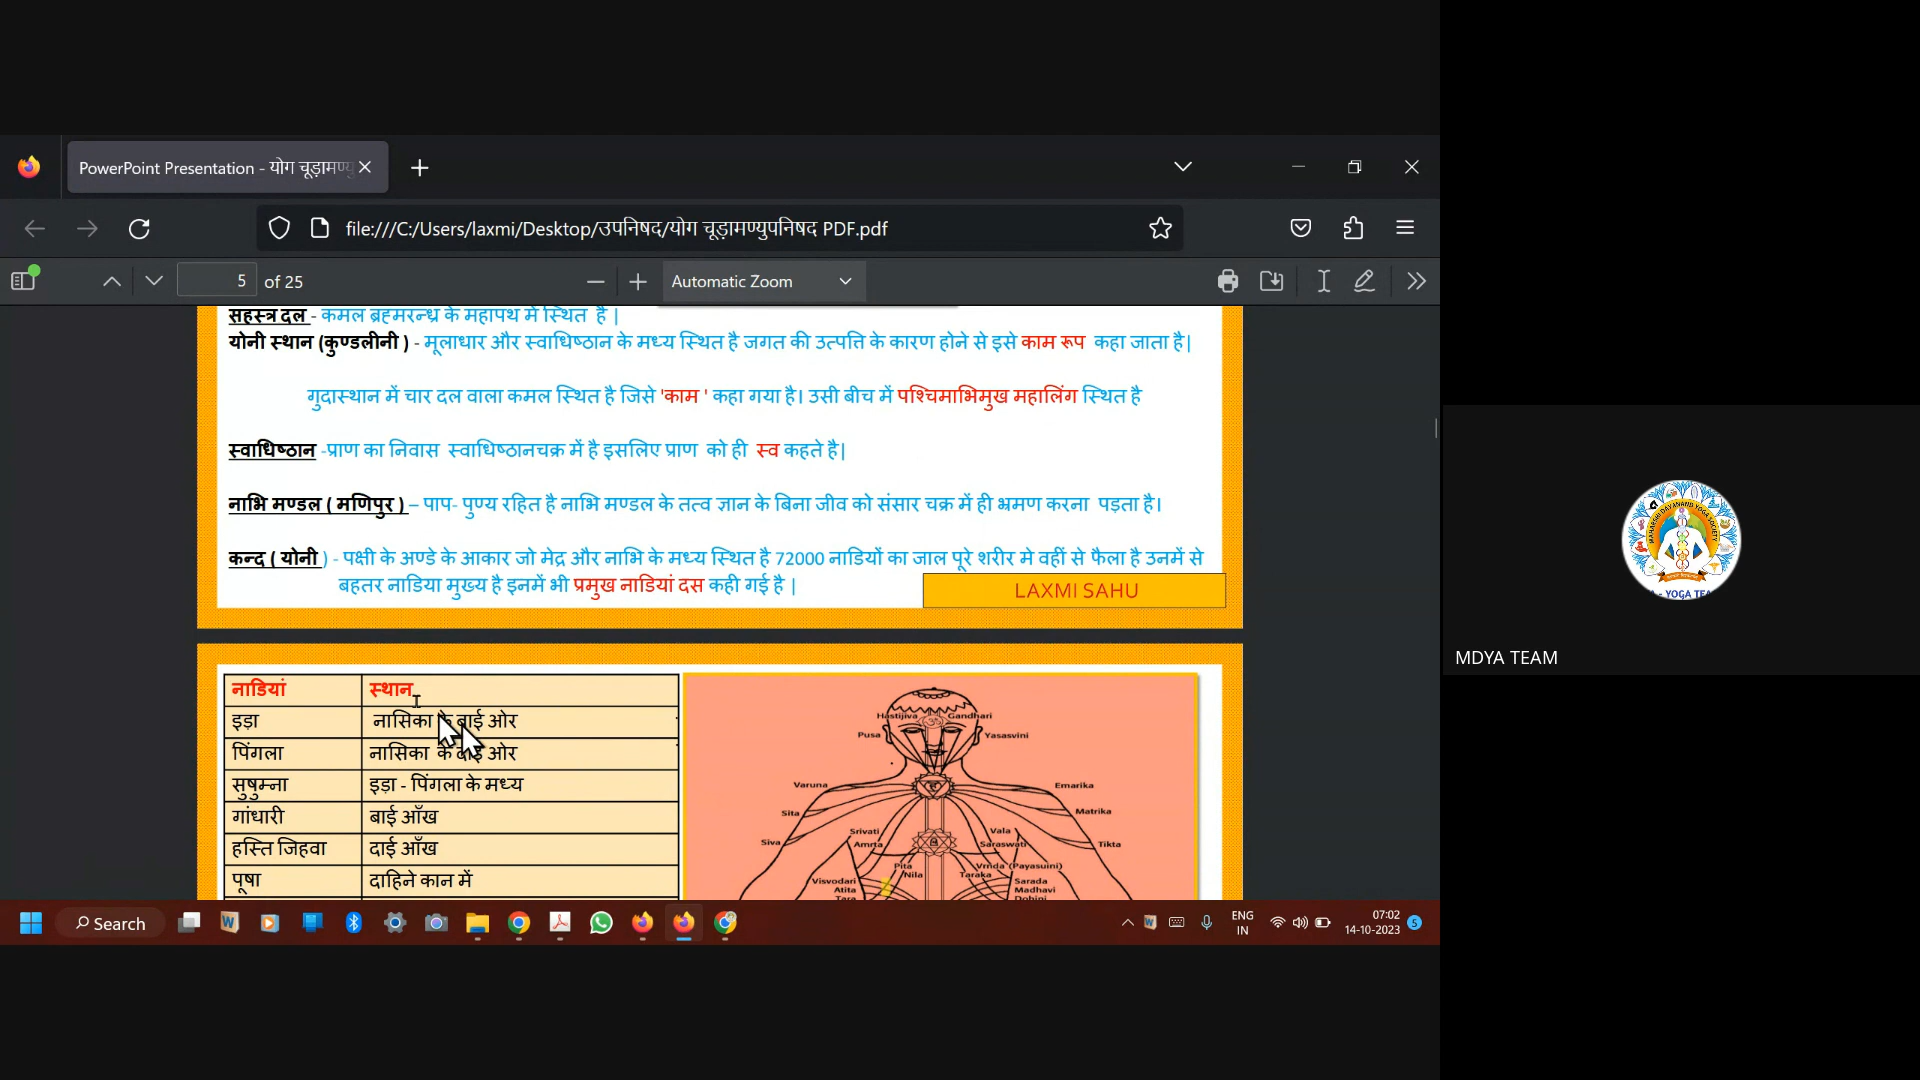 PowerPoint Presentation - योग चूड़ामण्यु
file:///C:/Users/laxmi/Desktop/उपनिषद/योग चूड़ामण्युपनिषद PDF.pdf
5 of 25
Automatic Zoom
सहस्त्र दल - कमल ब्रह्मरन्ध्र के महापथ में स्थित है |
योनी स्थान (कुण्डलीनी ) - मूलाधार और स्वाधिष्ठान के मध्य स्थित है जगत की उत्पत्ति के कारण होने से इसे काम रूप कहा जाता है|
गुदास्थान में चार दल वाला कमल स्थित है जिसे 'काम ' कहा गया है। उसी बीच में पश्चिमाभिमुख महालिंग स्थित है
स्वाधिष्ठान -प्राण का निवास स्वाधिष्ठानचक्र में है इसलिए प्राण को ही स्व कहते है|
नाभि मण्डल ( मणिपुर ) – पाप- पुण्य रहित है नाभि मण्डल के तत्व ज्ञान के बिना जीव को संसार चक्र में ही भ्रमण करना पड़ता है।
कन्द ( योनी ) - पक्षी के अण्डे के आकार जो मेद्र और नाभि के मध्य स्थित है 72000 नाडियों का जाल पूरे शरीर मे वहीं से फैला है उनमें से
बहतर नाडिया मुख्य है इनमें भी प्रमुख नाडियां दस कही गई है |
LAXMI SAHU
नाडियां स्थान
इड़ा नासिका के बाई ओर
पिंगला नासिका के दाई ओर
सुषुम्ना इड़ा - पिंगला के मध्य
गांधारी बाई आँख
हस्ति जिहवा दाई आँख
पूषा दाहिने कान में
Hastijiva Gandhari
Pusa Yasasvini
Varuna Emarika
Sita Matrika
Siva Srivati Amrta Vala Saraswati Tikta
Pita Vrnda (Payasuini)
Nila Taraka
Visvodari Sarada
Atita Madhavi
MAHARSHI DAYANAND YOGA SOCIETY
MDYA TEAM
Search
ENG
IN
07:02
14-10-2023
5